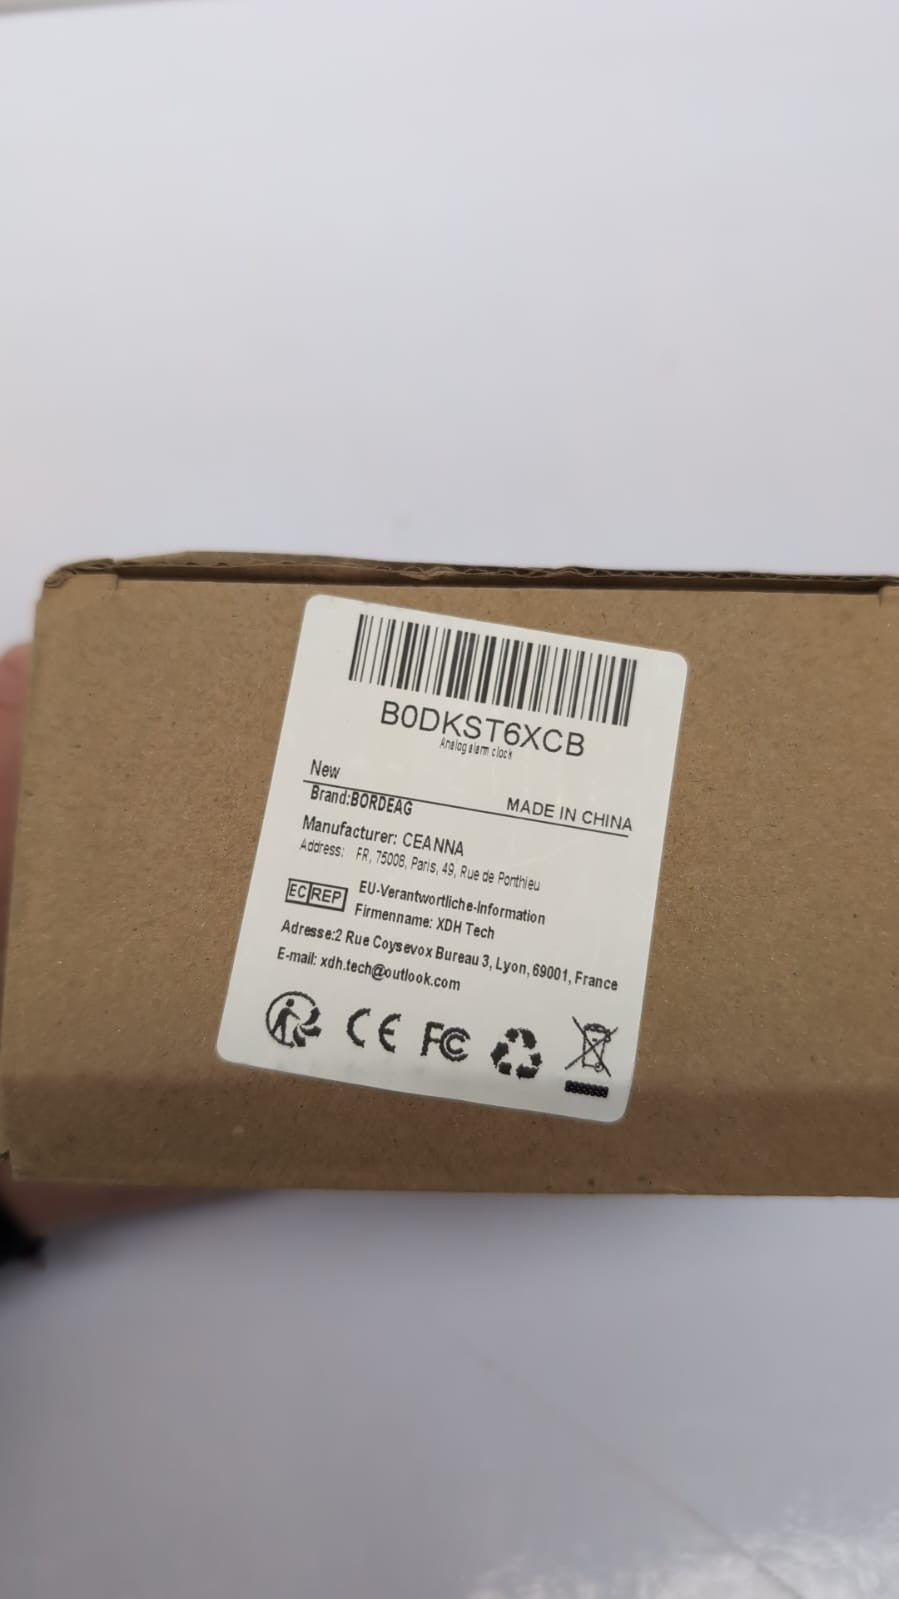 B0DKST6XCB
Analog alarm clock
New
MADE IN CHINA
Brand:BORDEAG
Manufacturer: CEANNA
Address: FR, 75008, Paris, 49, Rue de Ponthieu
EC REP
EU-Verantwortliche-Information
Firmenname: XDH Tech
Adresse:2 Rue Coysevox Bureau 3, Lyon, 69001, France
E-mail: xdh.tech@outlook.com
CE FC